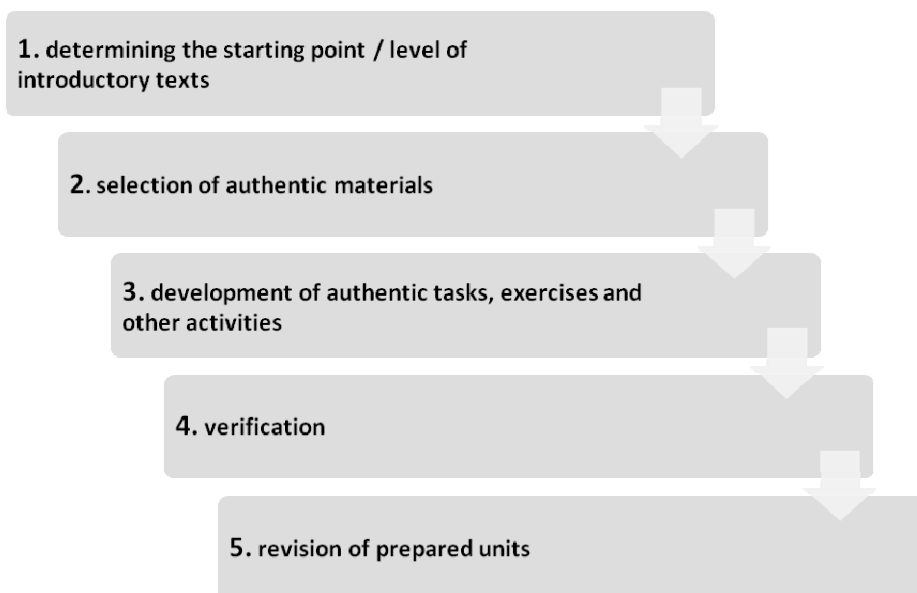 1. determining the starting point / level of
introductory texts
2. selection of authentic materials
3. development of authentic tasks, exercises and
other activities
4. verification
5. revision of prepared units